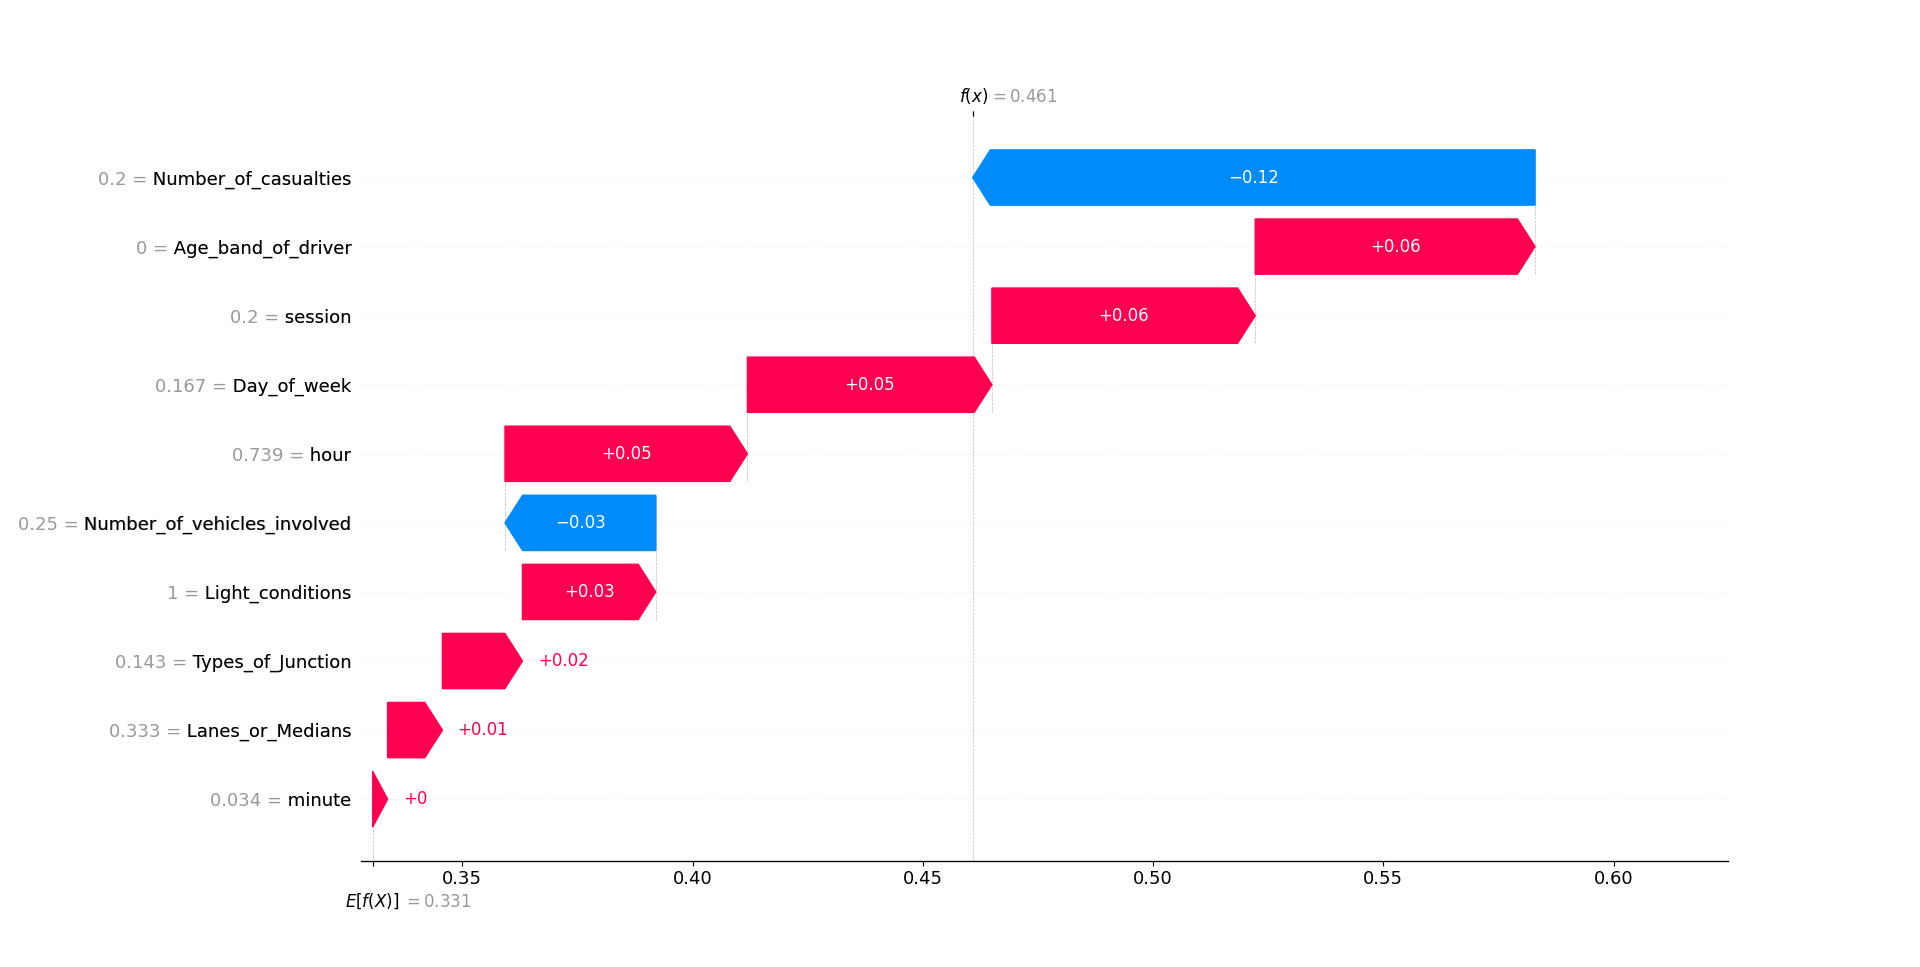 f(x) = 0.461
0.2 = Number_of_casualties −0.12
0 = Age_band_of_driver +0.06
0.2 = session +0.06
0.167 = Day_of_week +0.05
0.739 = hour +0.05
0.25 = Number_of_vehicles_involved −0.03
1 = Light_conditions +0.03
0.143 = Types_of_Junction +0.02
0.333 = Lanes_or_Medians +0.01
0.034 = minute +0
0.35 0.40 0.45 0.50 0.55 0.60
E[f(X)] = 0.331